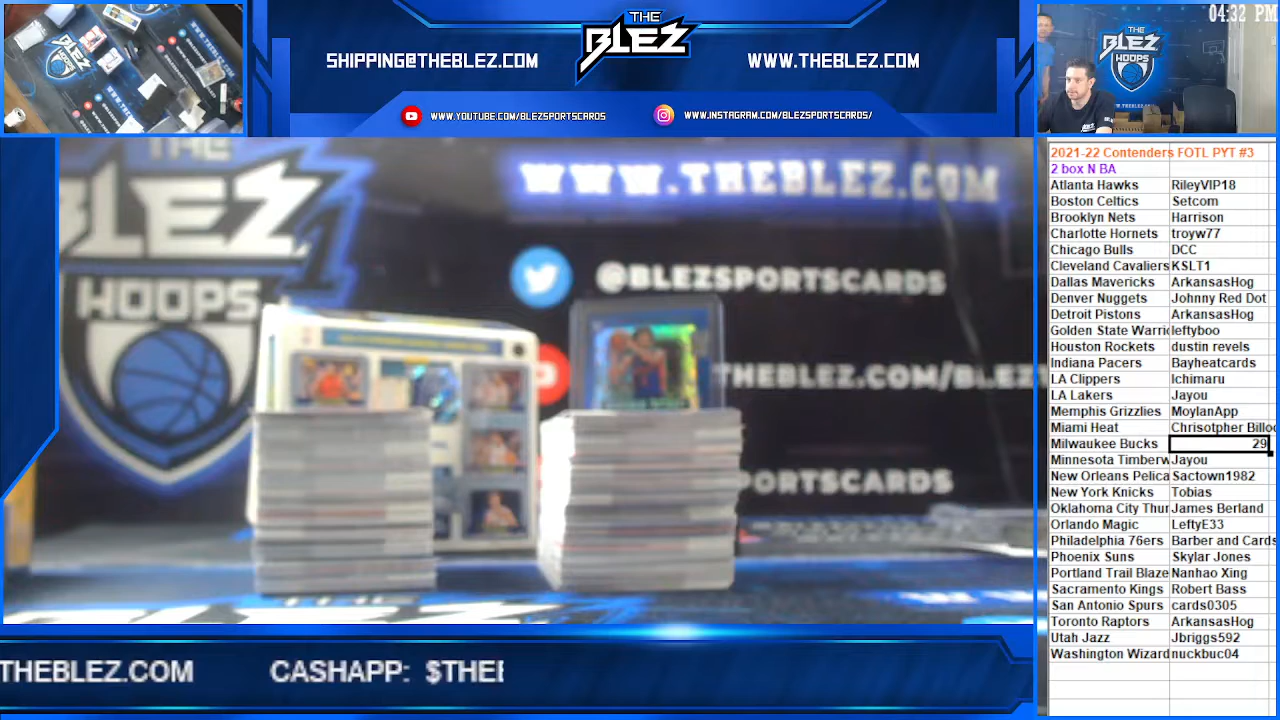 SHIPPING@THEBLEZ.COM
THE
BLEZ
WWW.THEBLEZ.COM
WWW.YOUTUBE.COM/BLEZSPORTSCARDS
WWW.INSTAGRAM.COM/BLEZSPORTSCARDS/
04:32 PM
THE
BLEZ
HOOPS
THE
BLEZ
HOOPS
WWW.THEBLEZ.COM
@BLEZSPORTSCARDS
THEBLEZ.COM/BLEZ
PORTSCARDS
2021-22 Contenders FOTL PYT #3
2 box N BA
Atlanta Hawks RileyVIP18
Boston Celtics Setcom
Brooklyn Nets Harrison
Charlotte Hornets troyw77
Chicago Bulls DCC
Cleveland Cavaliers KSLT1
Dallas Mavericks ArkansasHog
Denver Nuggets Johnny Red Dot
Detroit Pistons ArkansasHog
Golden State Warri leftyboo
Houston Rockets dustin revels
Indiana Pacers Bayheatcards
LA Clippers Ichimaru
LA Lakers Jayou
Memphis Grizzlies MoylanApp
Miami Heat Chrisotpher Billo
Milwaukee Bucks 29
Minnesota Timberw Jayou
New Orleans Pelica Sactown1982
New York Knicks Tobias
Oklahoma City Thu James Berland
Orlando Magic LeftyE33
Philadelphia 76ers Barber and Cards
Phoenix Suns Skylar Jones
Portland Trail Blaze Nanhao Xing
Sacramento Kings Robert Bass
San Antonio Spurs cards0305
Toronto Raptors ArkansasHog
Utah Jazz Jbriggs592
Washington Wizard nuckbuc04
THEBLEZ.COM CASHAPP: $THEB